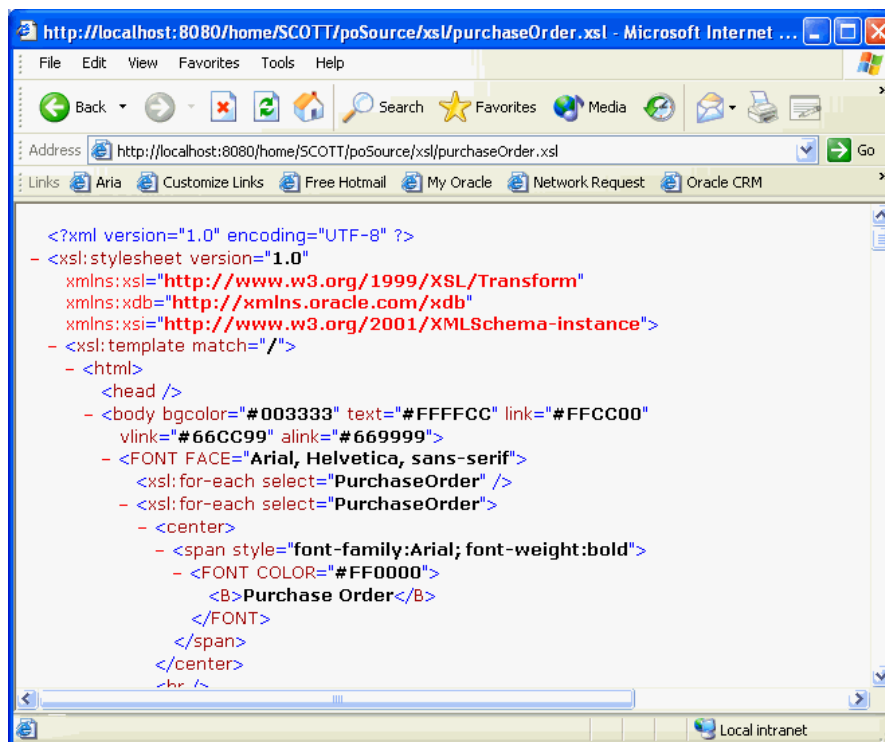 http://localhost:8080/home/SCOTT/poSource/xsl/purchaseOrder.xsl - Microsoft Internet ...
File Edit View Favorites Tools Help
Back Search Favorites Media
Address http://localhost:8080/home/SCOTT/poSource/xsl/purchaseOrder.xsl Go
Links Aria Customize Links Free Hotmail My Oracle Network Request Oracle CRM
<?xml version="1.0" encoding="UTF-8" ?>
- <xsl:stylesheet version="1.0"
xmlns:xsl="http://www.w3.org/1999/XSL/Transform"
xmlns:xdb="http://xmlns.oracle.com/xdb"
xmlns:xsi="http://www.w3.org/2001/XMLSchema-instance">
- <xsl:template match="/">
- <html>
<head />
- <body bgcolor="#003333" text="#FFFFCC" link="#FFCC00"
vlink="#66CC99" alink="#669999">
- <FONT FACE="Arial, Helvetica, sans-serif">
<xsl:for-each select="PurchaseOrder" />
- <xsl:for-each select="PurchaseOrder">
- <center>
- <span style="font-family:Arial; font-weight:bold">
- <FONT COLOR="#FF0000">
<B>Purchase Order</B>
</FONT>
</span>
</center>
<hr />
Local intranet